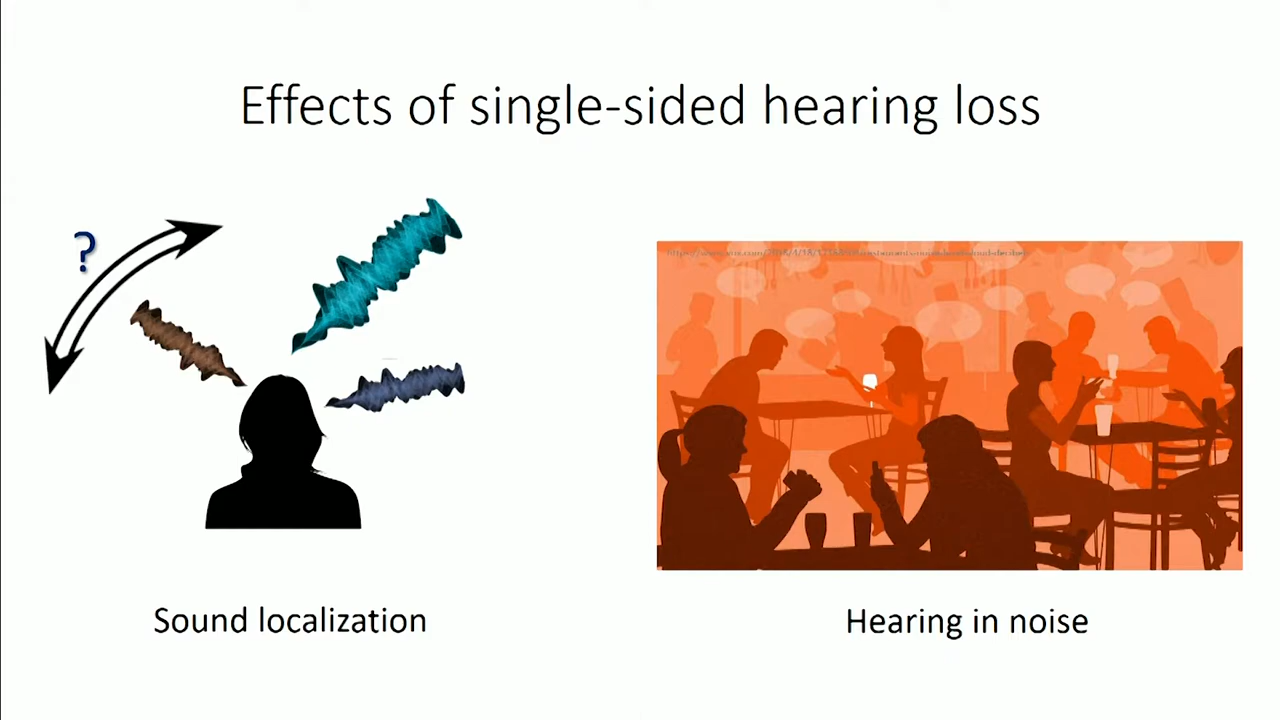 Effects of single-sided hearing loss
?
Sound localization
Hearing in noise